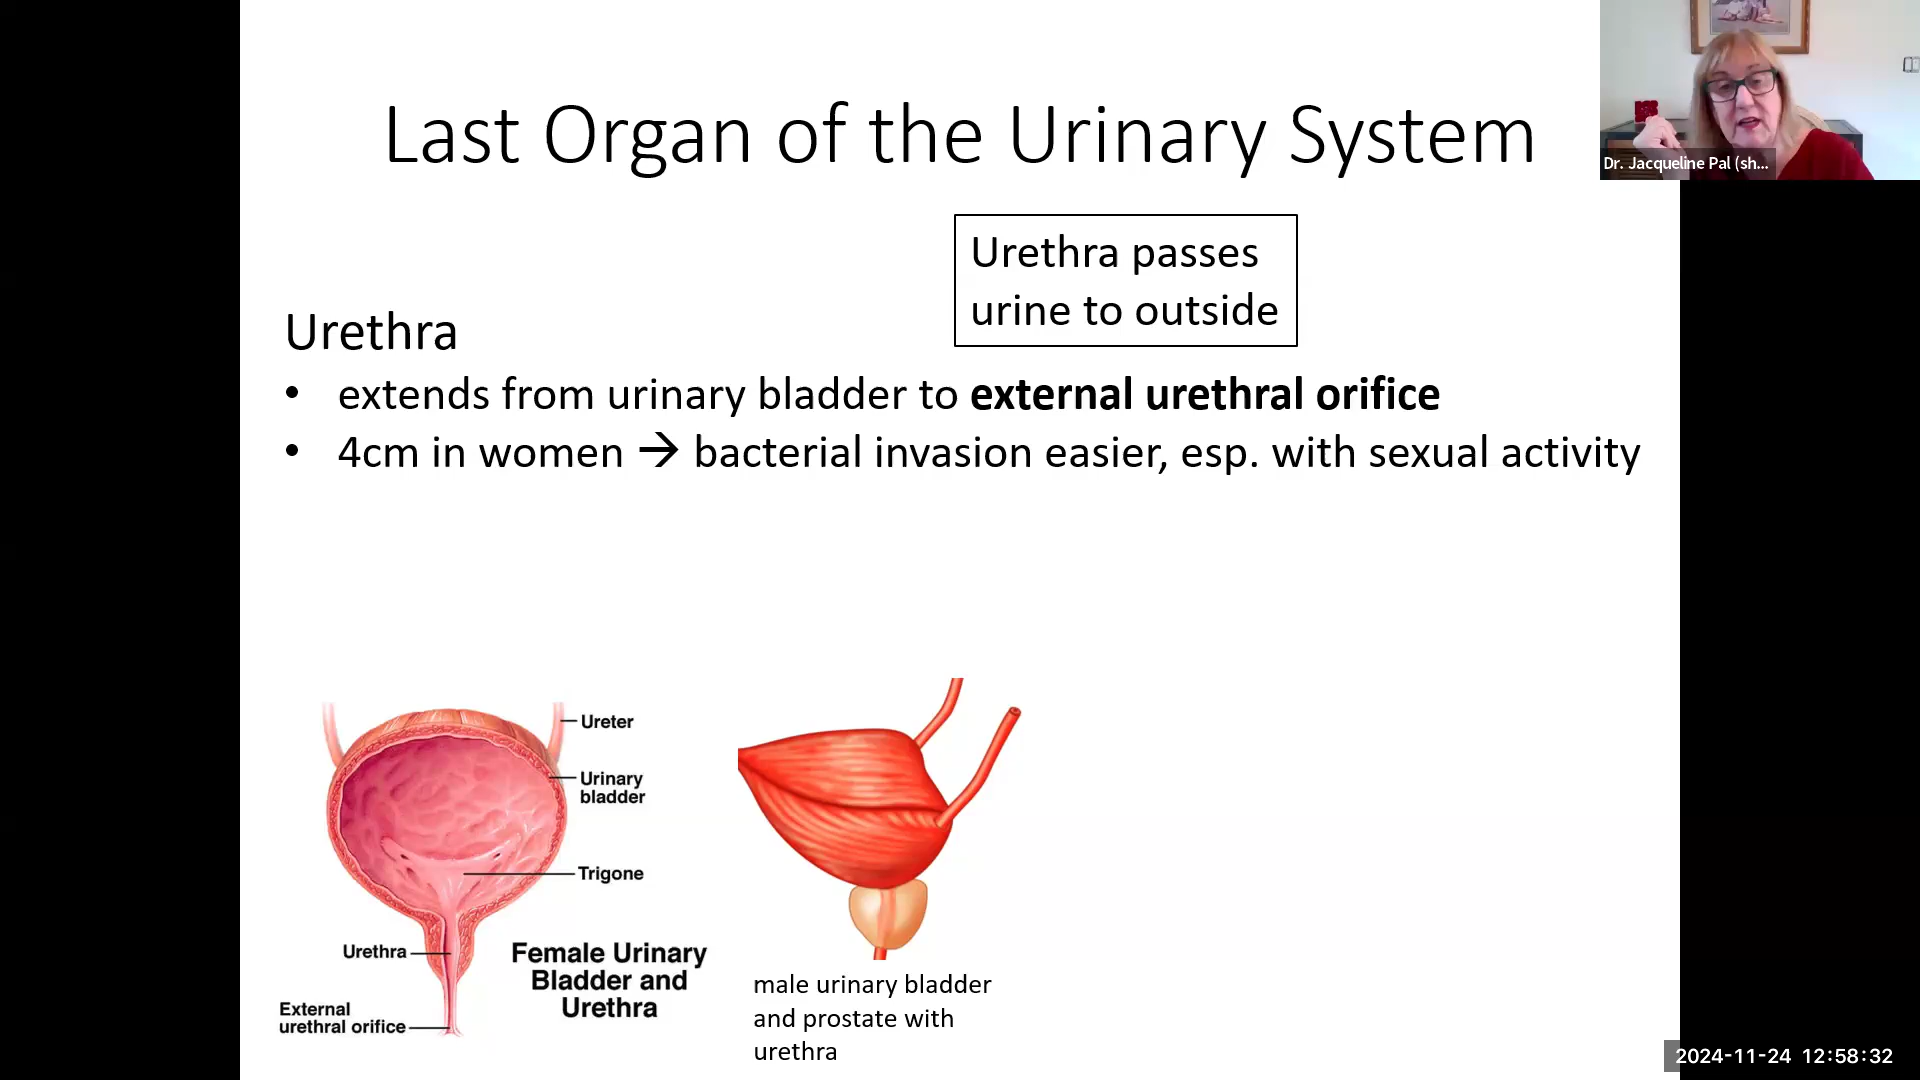 Last Organ of the Urinary System
Dr. Jacqueline Pal (sh...
Urethra passes
urine to outside
Urethra
• extends from urinary bladder to external urethral orifice
• 4cm in women → bacterial invasion easier, esp. with sexual activity
Ureter
Urinary
bladder
Trigone
Urethra
Female Urinary
Bladder and
Urethra
External
urethral orifice
male urinary bladder
and prostate with
urethra
2024-11-24 12:58:32